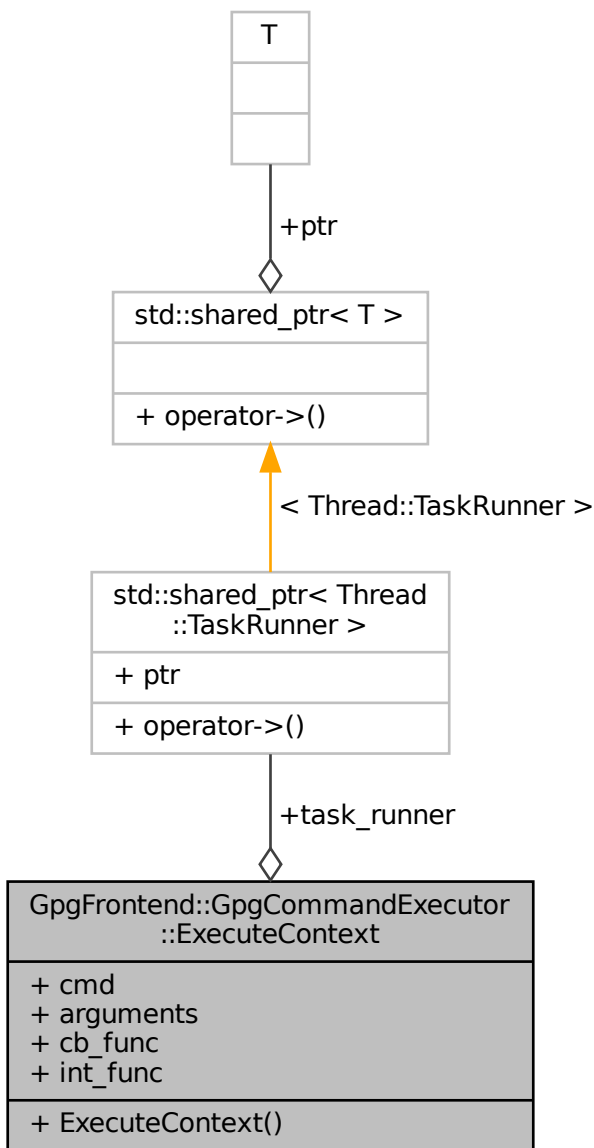 T
+ptr
std::shared_ptr< T >
+ operator->()
< Thread::TaskRunner >
std::shared_ptr< Thread
::TaskRunner >
+ ptr
+ operator->()
+task_runner
GpgFrontend::GpgCommandExecutor
::ExecuteContext
+ cmd
+ arguments
+ cb_func
+ int_func
+ ExecuteContext()